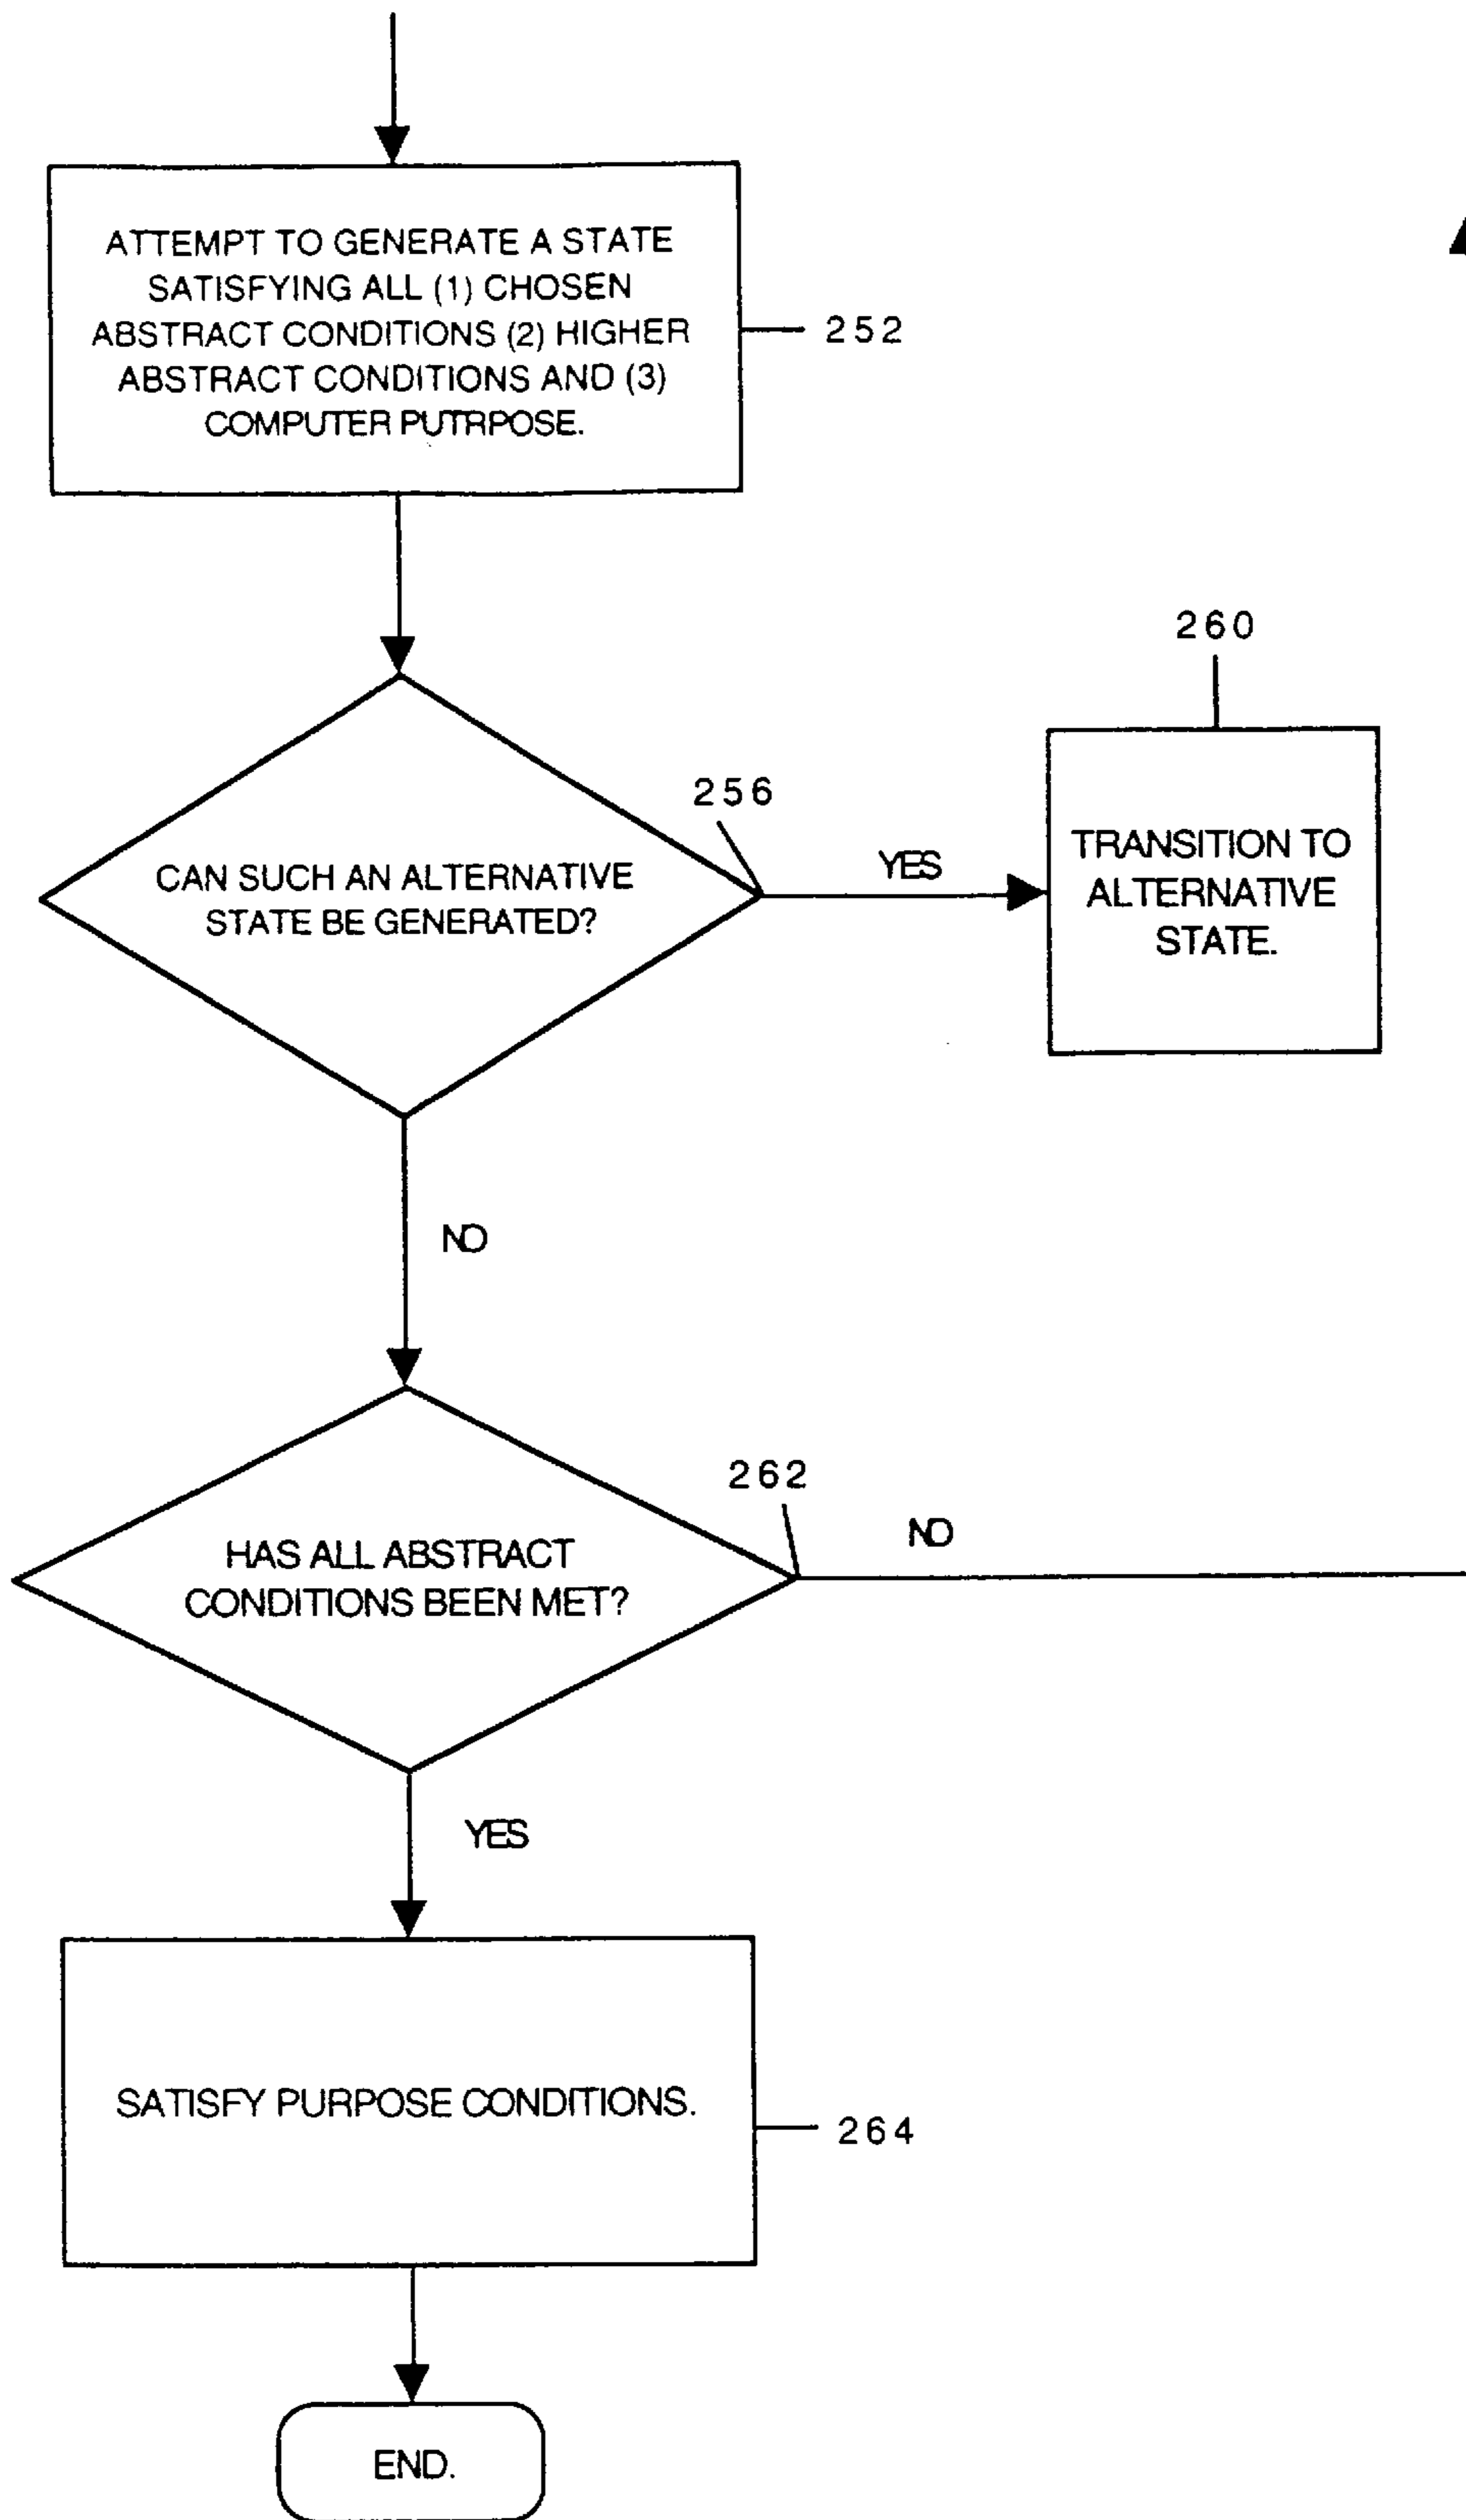 ATTEMPT TO GENERATE A STATE
SATISFYING ALL (1) CHOSEN
ABSTRACT CONDITIONS (2) HIGHER
ABSTRACT CONDITIONS AND (3)
COMPUTER PUTRPOSE.
252
260
256
YES
TRANSITION TO
ALTERNATIVE
STATE.
CAN SUCH AN ALTERNATIVE
STATE BE GENERATED?
NO
262
NO
HAS ALL ABSTRACT
CONDITIONS BEEN MET?
YES
SATISFY PURPOSE CONDITIONS.
264
END.